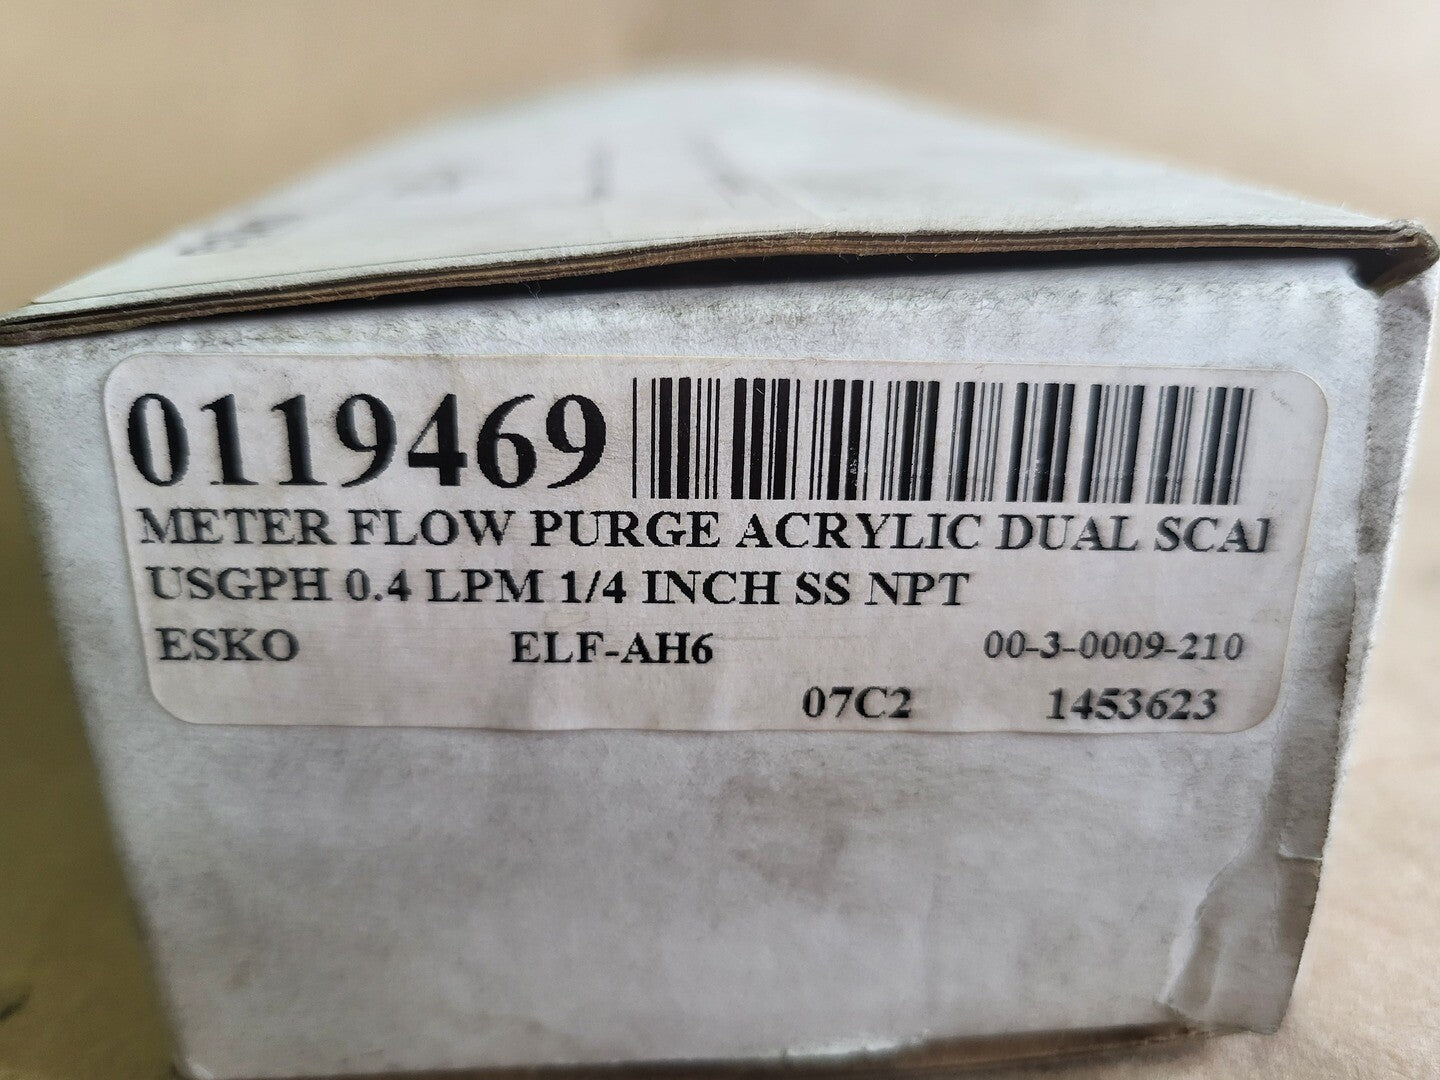 0119469
METER FLOW PURGE ACRYLIC DUAL SCAl
USGPH 0.4 LPM 1/4 INCH SS NPT
ESKO ELF-AH6 00-3-0009-210
07C2 1453623